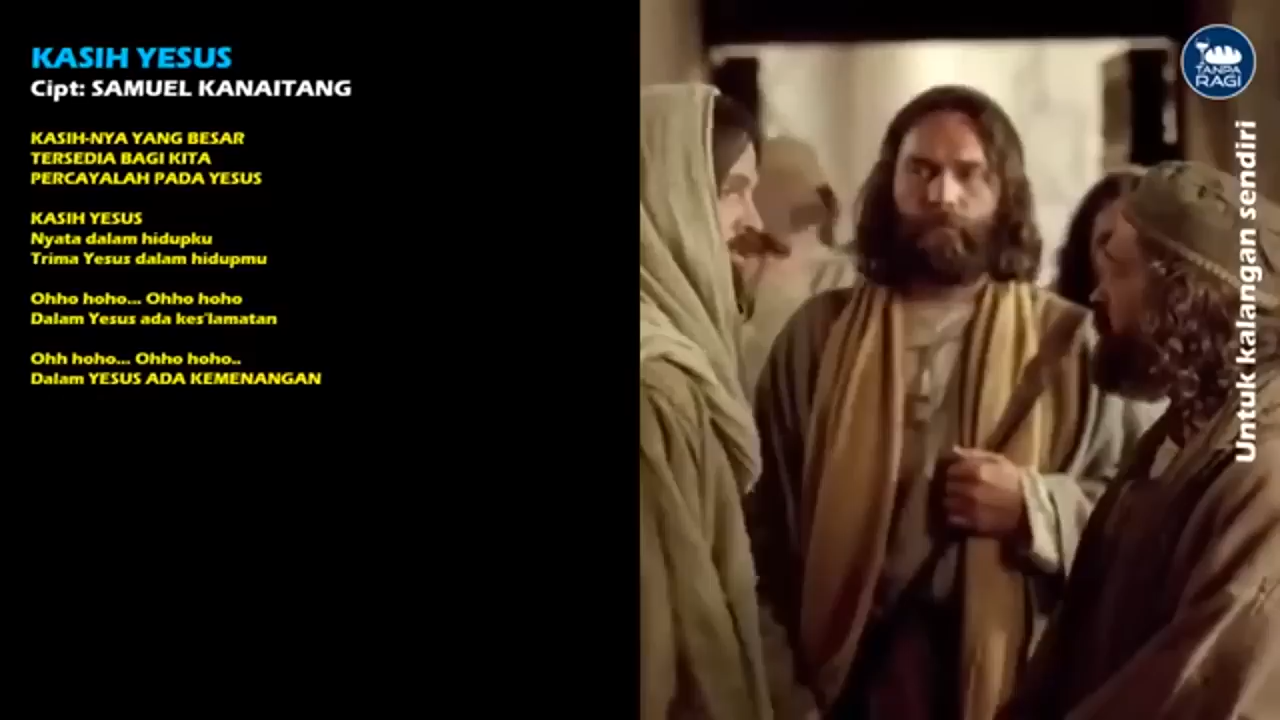 KASIH YESUS
Cipt: SAMUEL KANAITANG
KASIH-NYA YANG BESAR
TERSEDIA BAGI KITA
PERCAYALAH PADA YESUS
KASIH YESUS
Nyata dalam hidupku
Trima Yesus dalam hidupmu
Ohho hoho... Ohho hoho
Dalam Yesus ada kes'lamatan
Ohh hoho... Ohho hoho..
Dalam YESUS ADA KEMENANGAN
TANPA
RAGI
Untuk kalangan sendiri